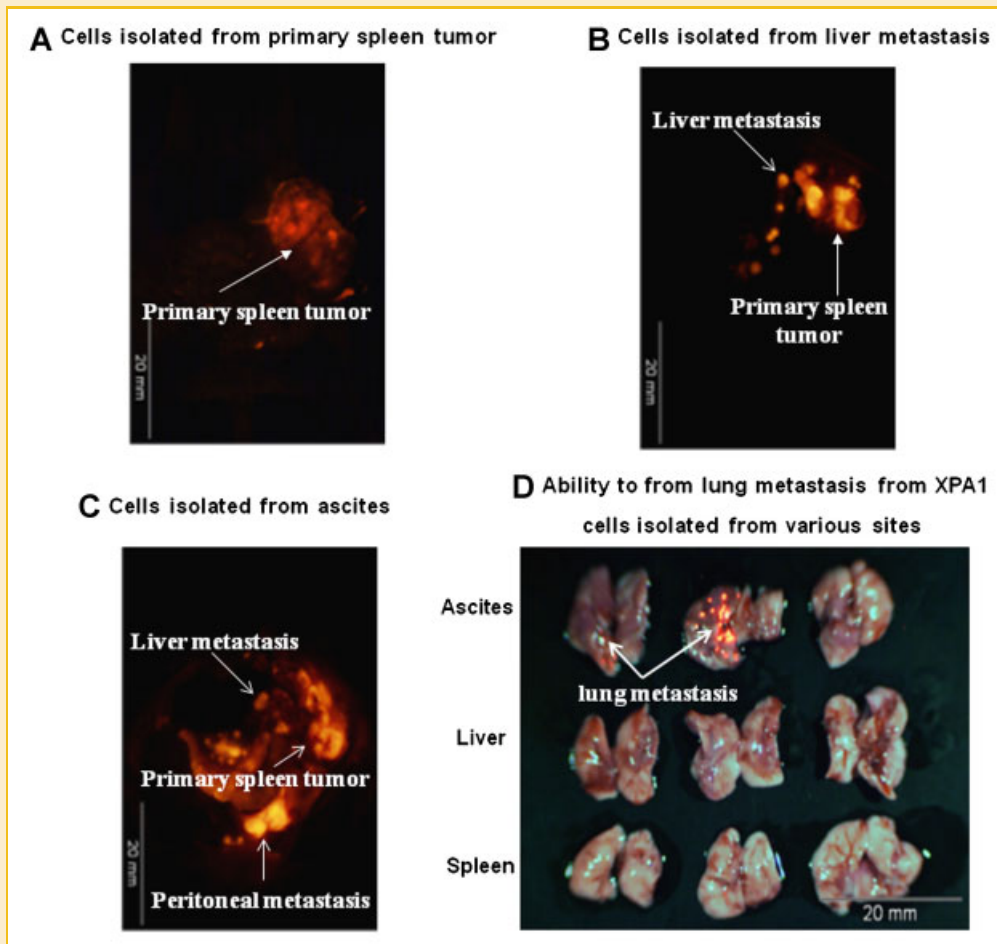 A Cells isolated from primary spleen tumor
Primary spleen tumor
20 mm
B Cells isolated from liver metastasis
Liver metastasis
Primary spleen
tumor
20 mm
C Cells isolated from ascites
Liver metastasis
Primary spleen tumor
Peritoneal metastasis
20 mm
D Ability to from lung metastasis from XPA1
cells isolated from various sites
Ascites
lung metastasis
Liver
Spleen
20 mm